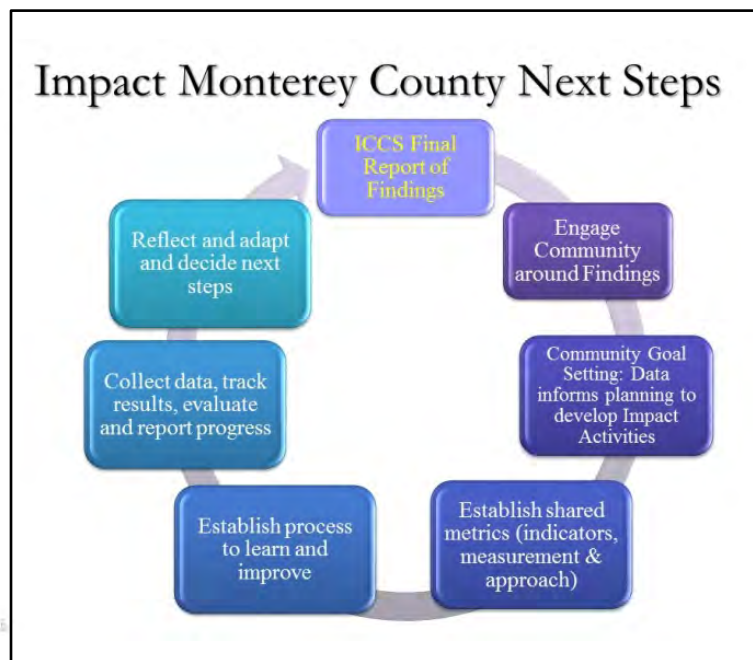 Impact Monterey County Next Steps
ICCS Final
Report of
Findings
Engage
Community
around Findings
Community Goal
Setting: Data
informs planning to
develop Impact
Activities
Establish shared
metrics (indicators,
measurement &
approach)
Establish process
to learn and
improve
Collect data, track
results, evaluate
and report progress
Reflect and adapt
and decide next
steps